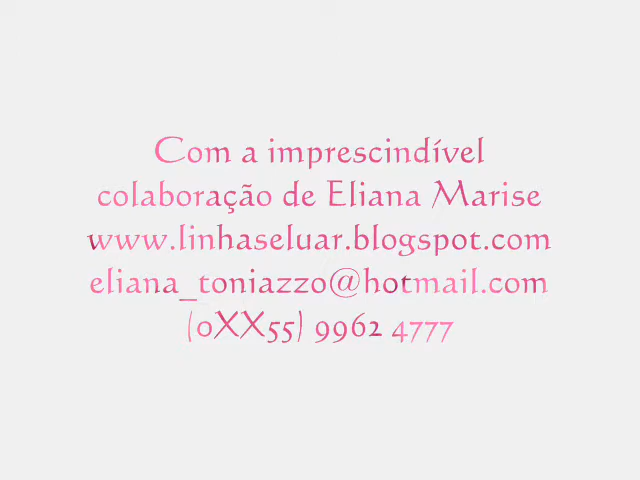 Com a imprescindível
colaboração de Eliana Marise
www.linhaseluar.blogspot.com
eliana_toniazzo@hotmail.com
(0XX55) 9962 4777